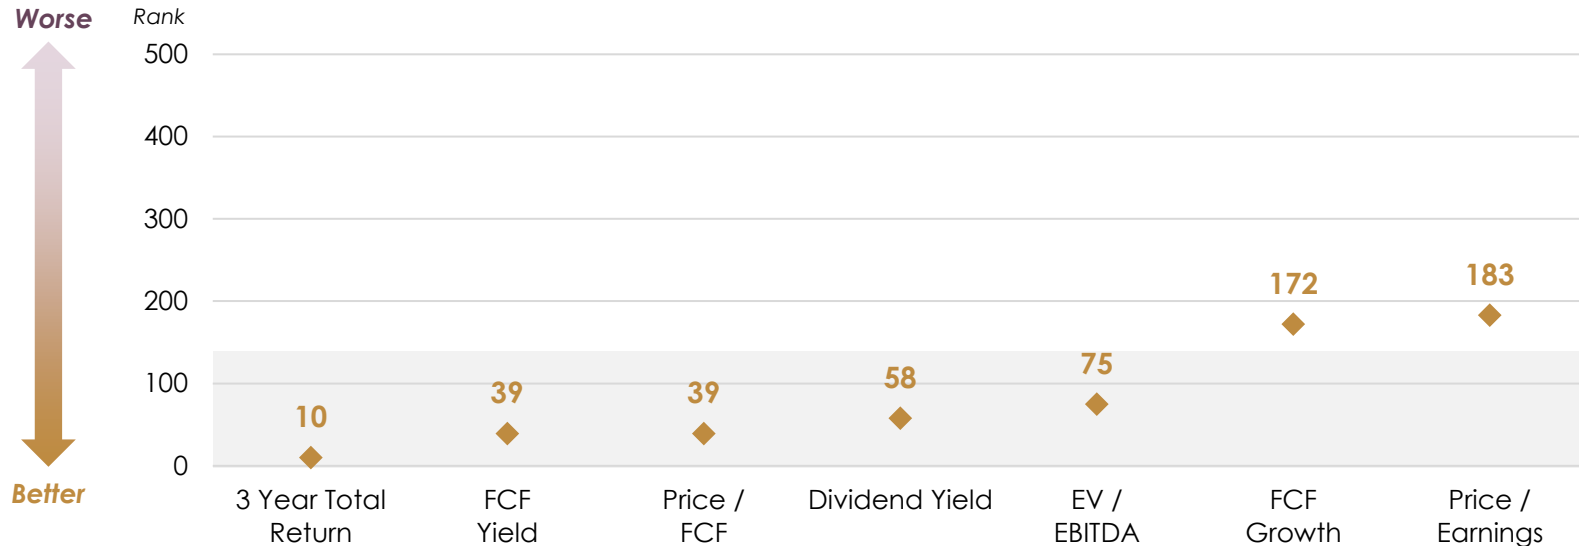 Worse
Rank
500
400
300
200
100
0
Better
10
39
39
58
75
172
183
3 Year Total
Return
FCF
Yield
Price /
FCF
Dividend Yield
EV /
EBITDA
FCF
Growth
Price /
Earnings